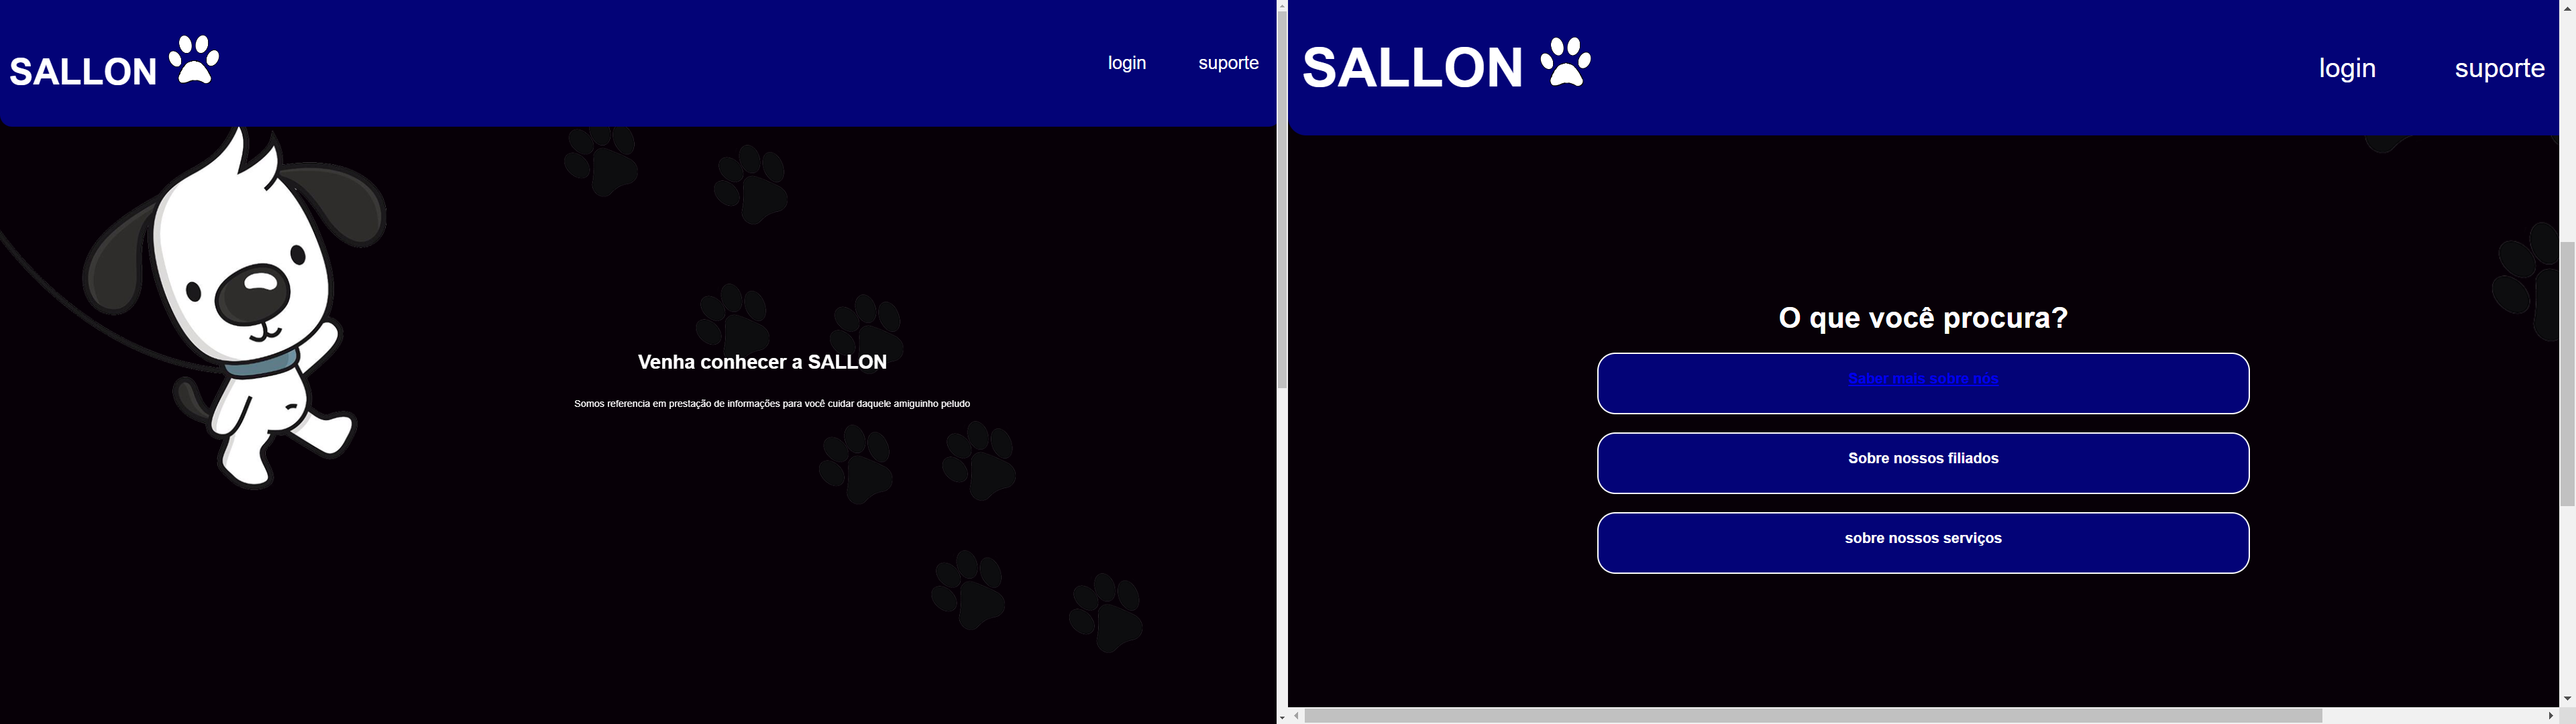 SALLON
login
suporte
Venha conhecer a SALLON
Somos referencia em prestação de informações para você cuidar daquele amiguinho peludo
SALLON
login
suporte
O que você procura?
Saber mais sobre nós
Sobre nossos filiados
sobre nossos serviços